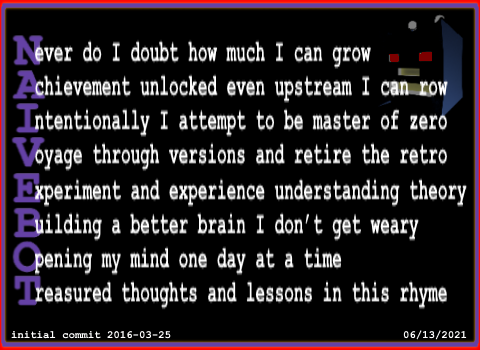 Never do I doubt how much I can grow
Achievement unlocked even upstream I can row
Intentionally I attempt to be master of zero
Voyage through versions and retire the retro
Experiment and experience understanding theory
Building a better brain I don't get weary
Opening my mind one day at a time
Treasured thoughts and lessons in this rhyme
initial commit 2016-03-25
06/13/2021